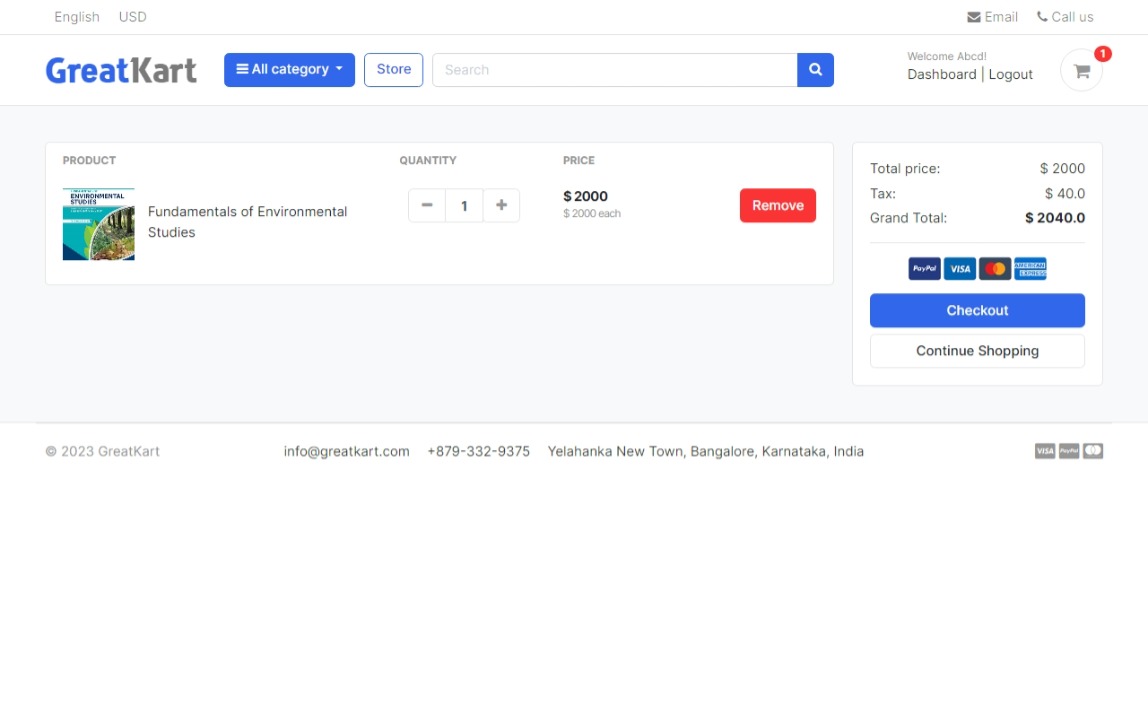 English USD
Email Call us
GreatKart
All category
Store
Search
Welcome Abcd!
Dashboard | Logout
1
PRODUCT QUANTITY PRICE
ENVIRONMENTAL
STUDIES
Fundamentals of Environmental
Studies
− 1 +
$ 2000
$ 2000 each
Remove
Total price: $ 2000
Tax: $ 40.0
Grand Total: $ 2040.0
PayPal VISA AMERICAN EXPRESS
Checkout
Continue Shopping
© 2023 GreatKart info@greatkart.com +879-332-9375 Yelahanka New Town, Bangalore, Karnataka, India VISA PayPal